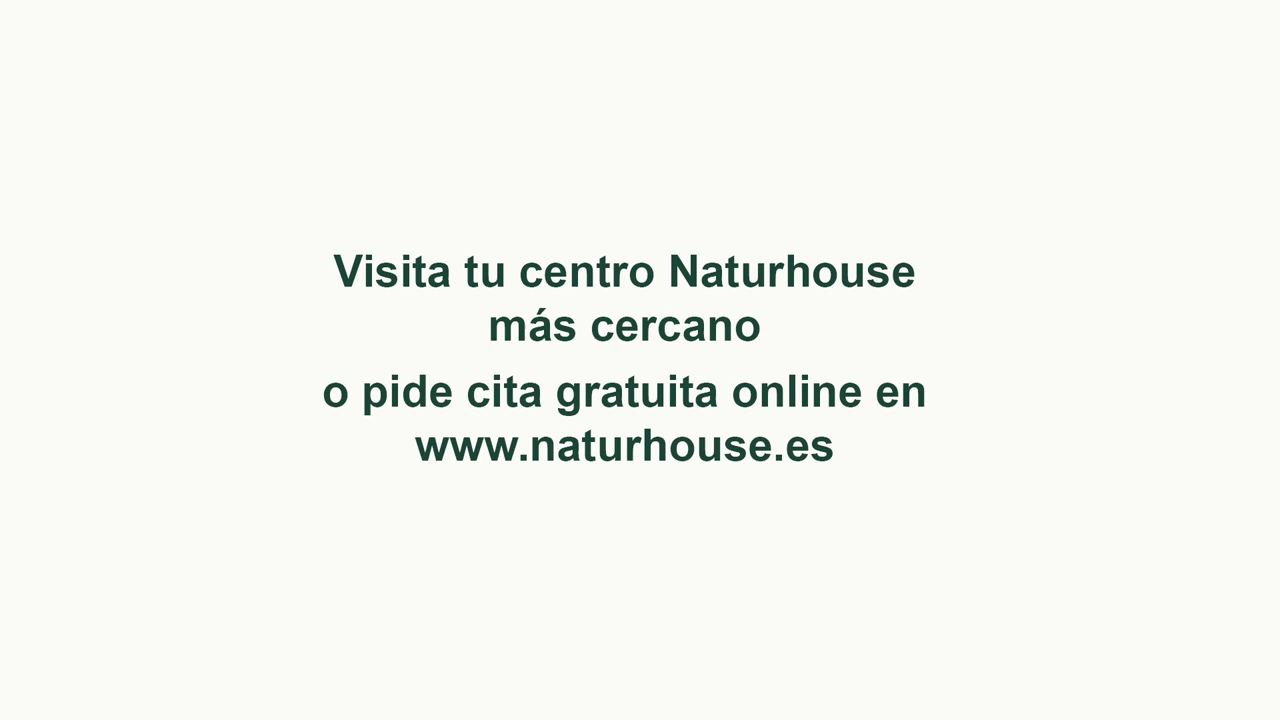 Visita tu centro Naturhouse
más cercano
o pide cita gratuita online en
www.naturhouse.es